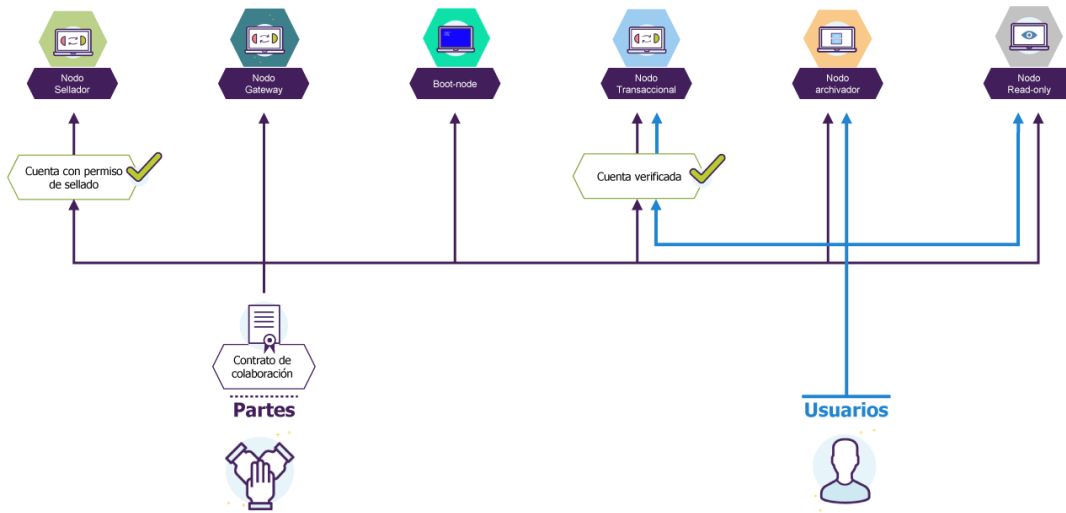 Nodo
Sellador
Nodo
Gateway
Boot-node
Nodo
Transaccional
Nodo
archivador
Nodo
Read-only
Cuenta con permiso
de sellado
Cuenta verificada
Contrato de
colaboración
Partes
Usuarios